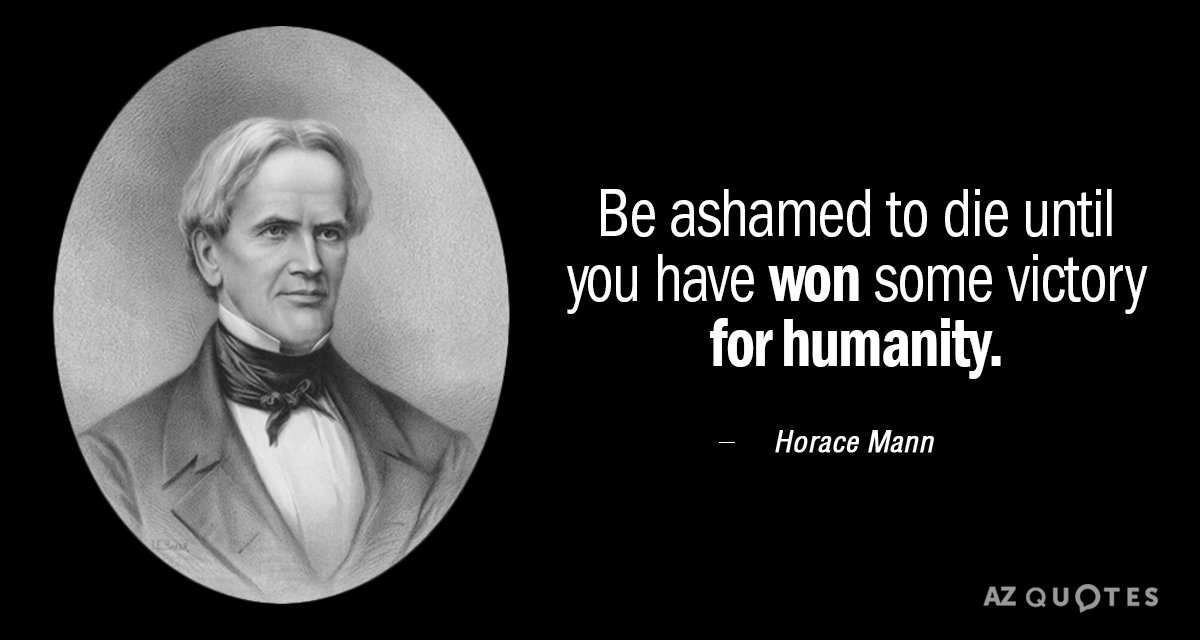 Be ashamed to die until
you have won some victory
for humanity.
— Horace Mann
AZ QUOTES